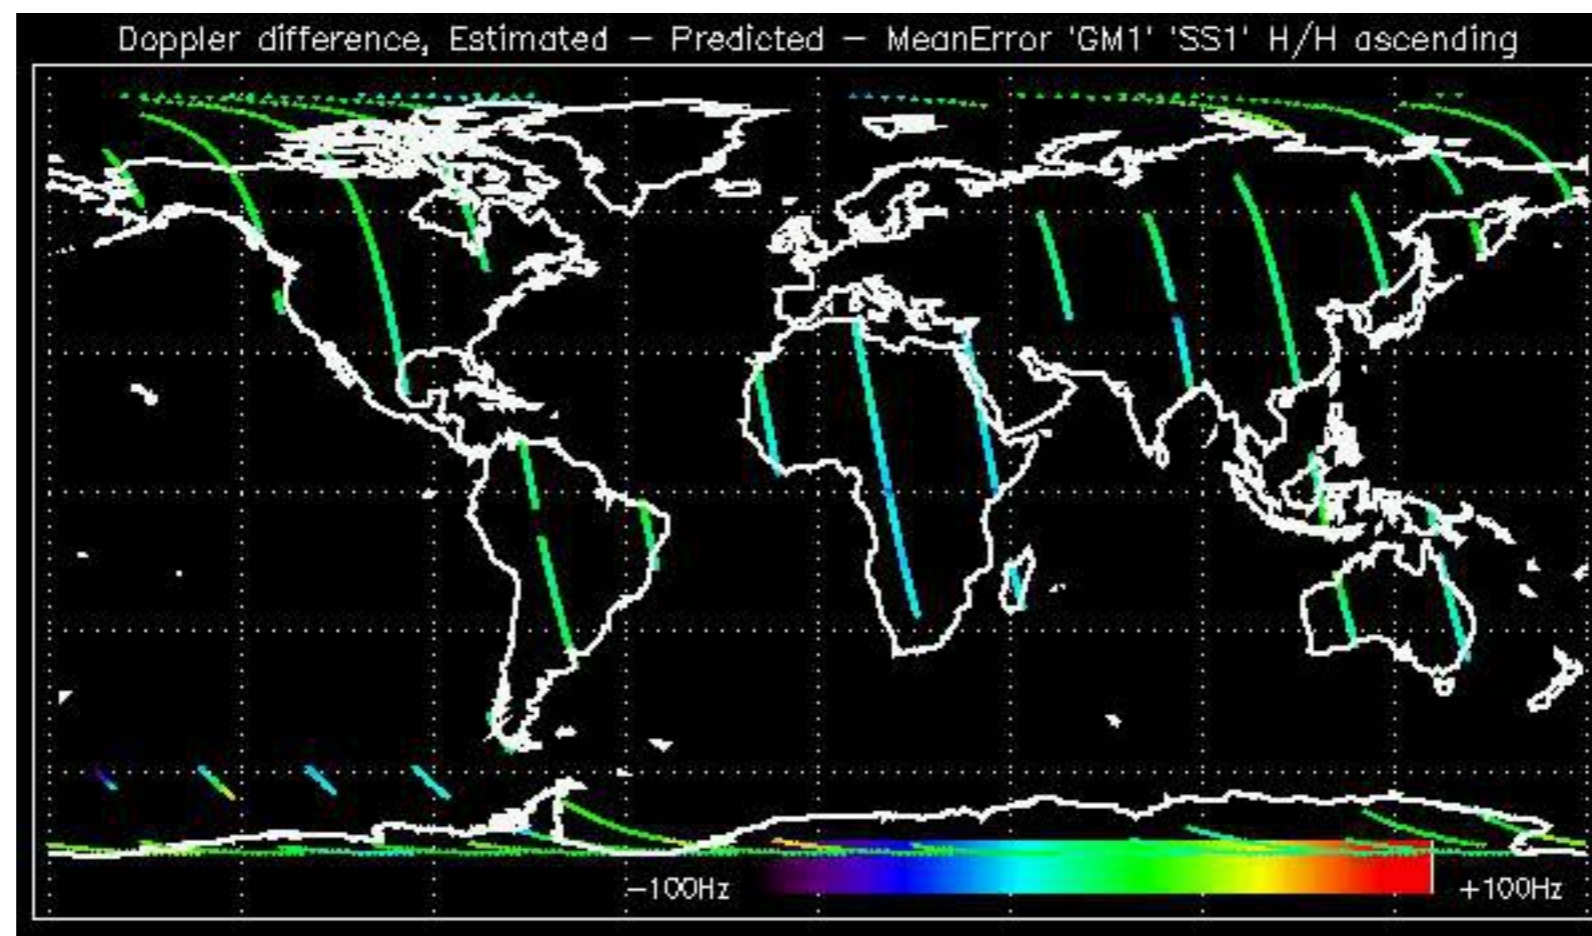 Doppler difference, Estimated − Predicted − MeanError 'GM1' 'SS1' H/H ascending
−100Hz
+100Hz